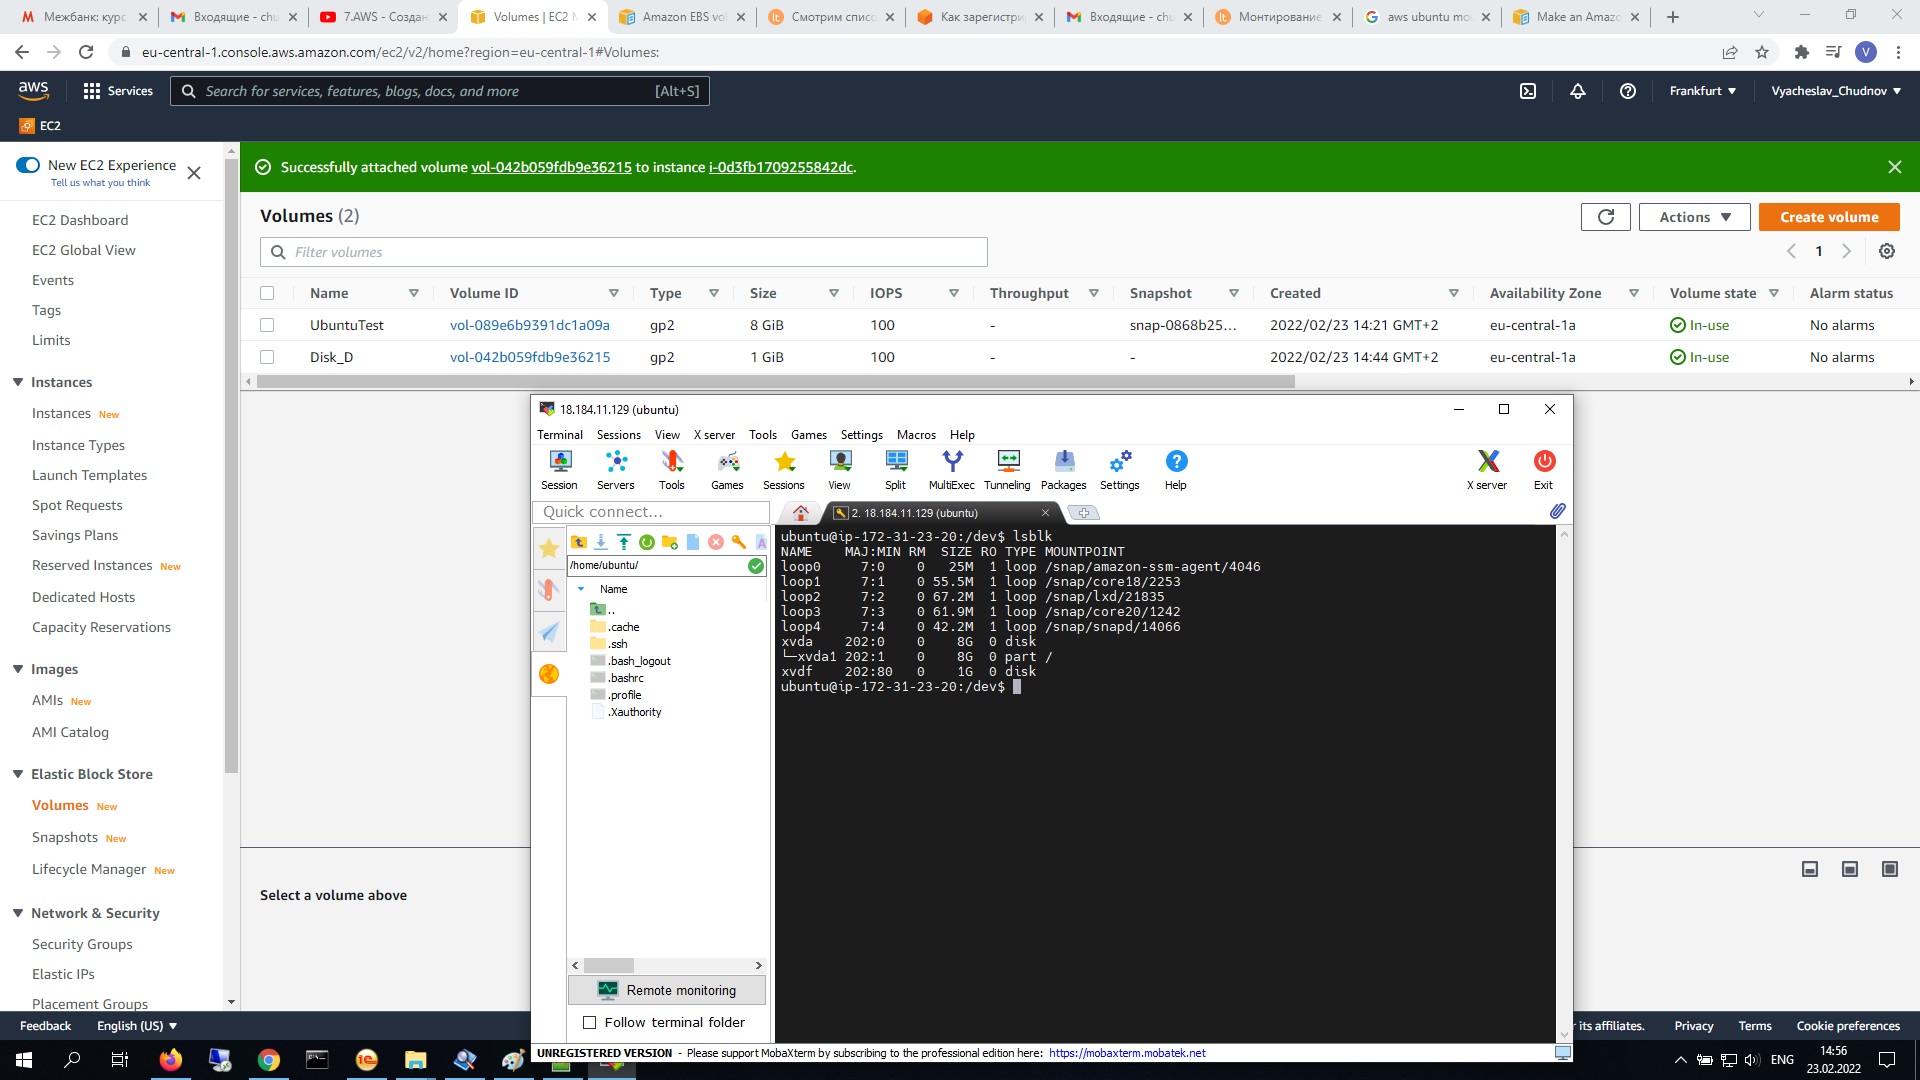 Межбанк: курс
Входящие - chu
7.AWS - Создан
Volumes | EC2 M
Amazon EBS vol
Смотрим списо
Как зарегистри
Входящие - chu
Монтирование
aws ubuntu mou
Make an Amazo
eu-central-1.console.aws.amazon.com/ec2/v2/home?region=eu-central-1#Volumes:
V
aws
Services
Search for services, features, blogs, docs, and more
[Alt+S]
Frankfurt
Vyacheslav_Chudnov
EC2
New EC2 Experience
Tell us what you think
EC2 Dashboard
EC2 Global View
Events
Tags
Limits
Instances
Instances New
Instance Types
Launch Templates
Spot Requests
Savings Plans
Reserved Instances New
Dedicated Hosts
Capacity Reservations
Images
AMIs New
AMI Catalog
Elastic Block Store
Volumes New
Snapshots New
Lifecycle Manager New
Network & Security
Security Groups
Elastic IPs
Placement Groups
Successfully attached volume vol-042b059fdb9e36215 to instance i-0d3fb1709255842dc.
Volumes (2)
Actions
Create volume
Filter volumes
1
Name Volume ID Type Size IOPS Throughput Snapshot Created Availability Zone Volume state Alarm status
UbuntuTest vol-089e6b9391dc1a09a gp2 8 GiB 100 - snap-0868b25... 2022/02/23 14:21 GMT+2 eu-central-1a In-use No alarms
Disk_D vol-042b059fdb9e36215 gp2 1 GiB 100 - - 2022/02/23 14:44 GMT+2 eu-central-1a In-use No alarms
Select a volume above
18.184.11.129 (ubuntu)
Terminal Sessions View X server Tools Games Settings Macros Help
Session Servers Tools Games Sessions View Split MultiExec Tunneling Packages Settings Help X server Exit
Quick connect...
2. 18.184.11.129 (ubuntu)
/home/ubuntu/
Name
..
.cache
.ssh
.bash_logout
.bashrc
.profile
.Xauthority
Remote monitoring
Follow terminal folder
ubuntu@ip-172-31-23-20:/dev$ lsblk
NAME MAJ:MIN RM SIZE RO TYPE MOUNTPOINT
loop0 7:0 0 25M 1 loop /snap/amazon-ssm-agent/4046
loop1 7:1 0 55.5M 1 loop /snap/core18/2253
loop2 7:2 0 67.2M 1 loop /snap/lxd/21835
loop3 7:3 0 61.9M 1 loop /snap/core20/1242
loop4 7:4 0 42.2M 1 loop /snap/snapd/14066
xvda 202:0 0 8G 0 disk
└─xvda1 202:1 0 8G 0 part /
xvdf 202:80 0 1G 0 disk
ubuntu@ip-172-31-23-20:/dev$
UNREGISTERED VERSION - Please support MobaXterm by subscribing to the professional edition here: https://mobaxterm.mobatek.net
Feedback
English (US)
its affiliates.
Privacy
Terms
Cookie preferences
ENG
14:56
23.02.2022